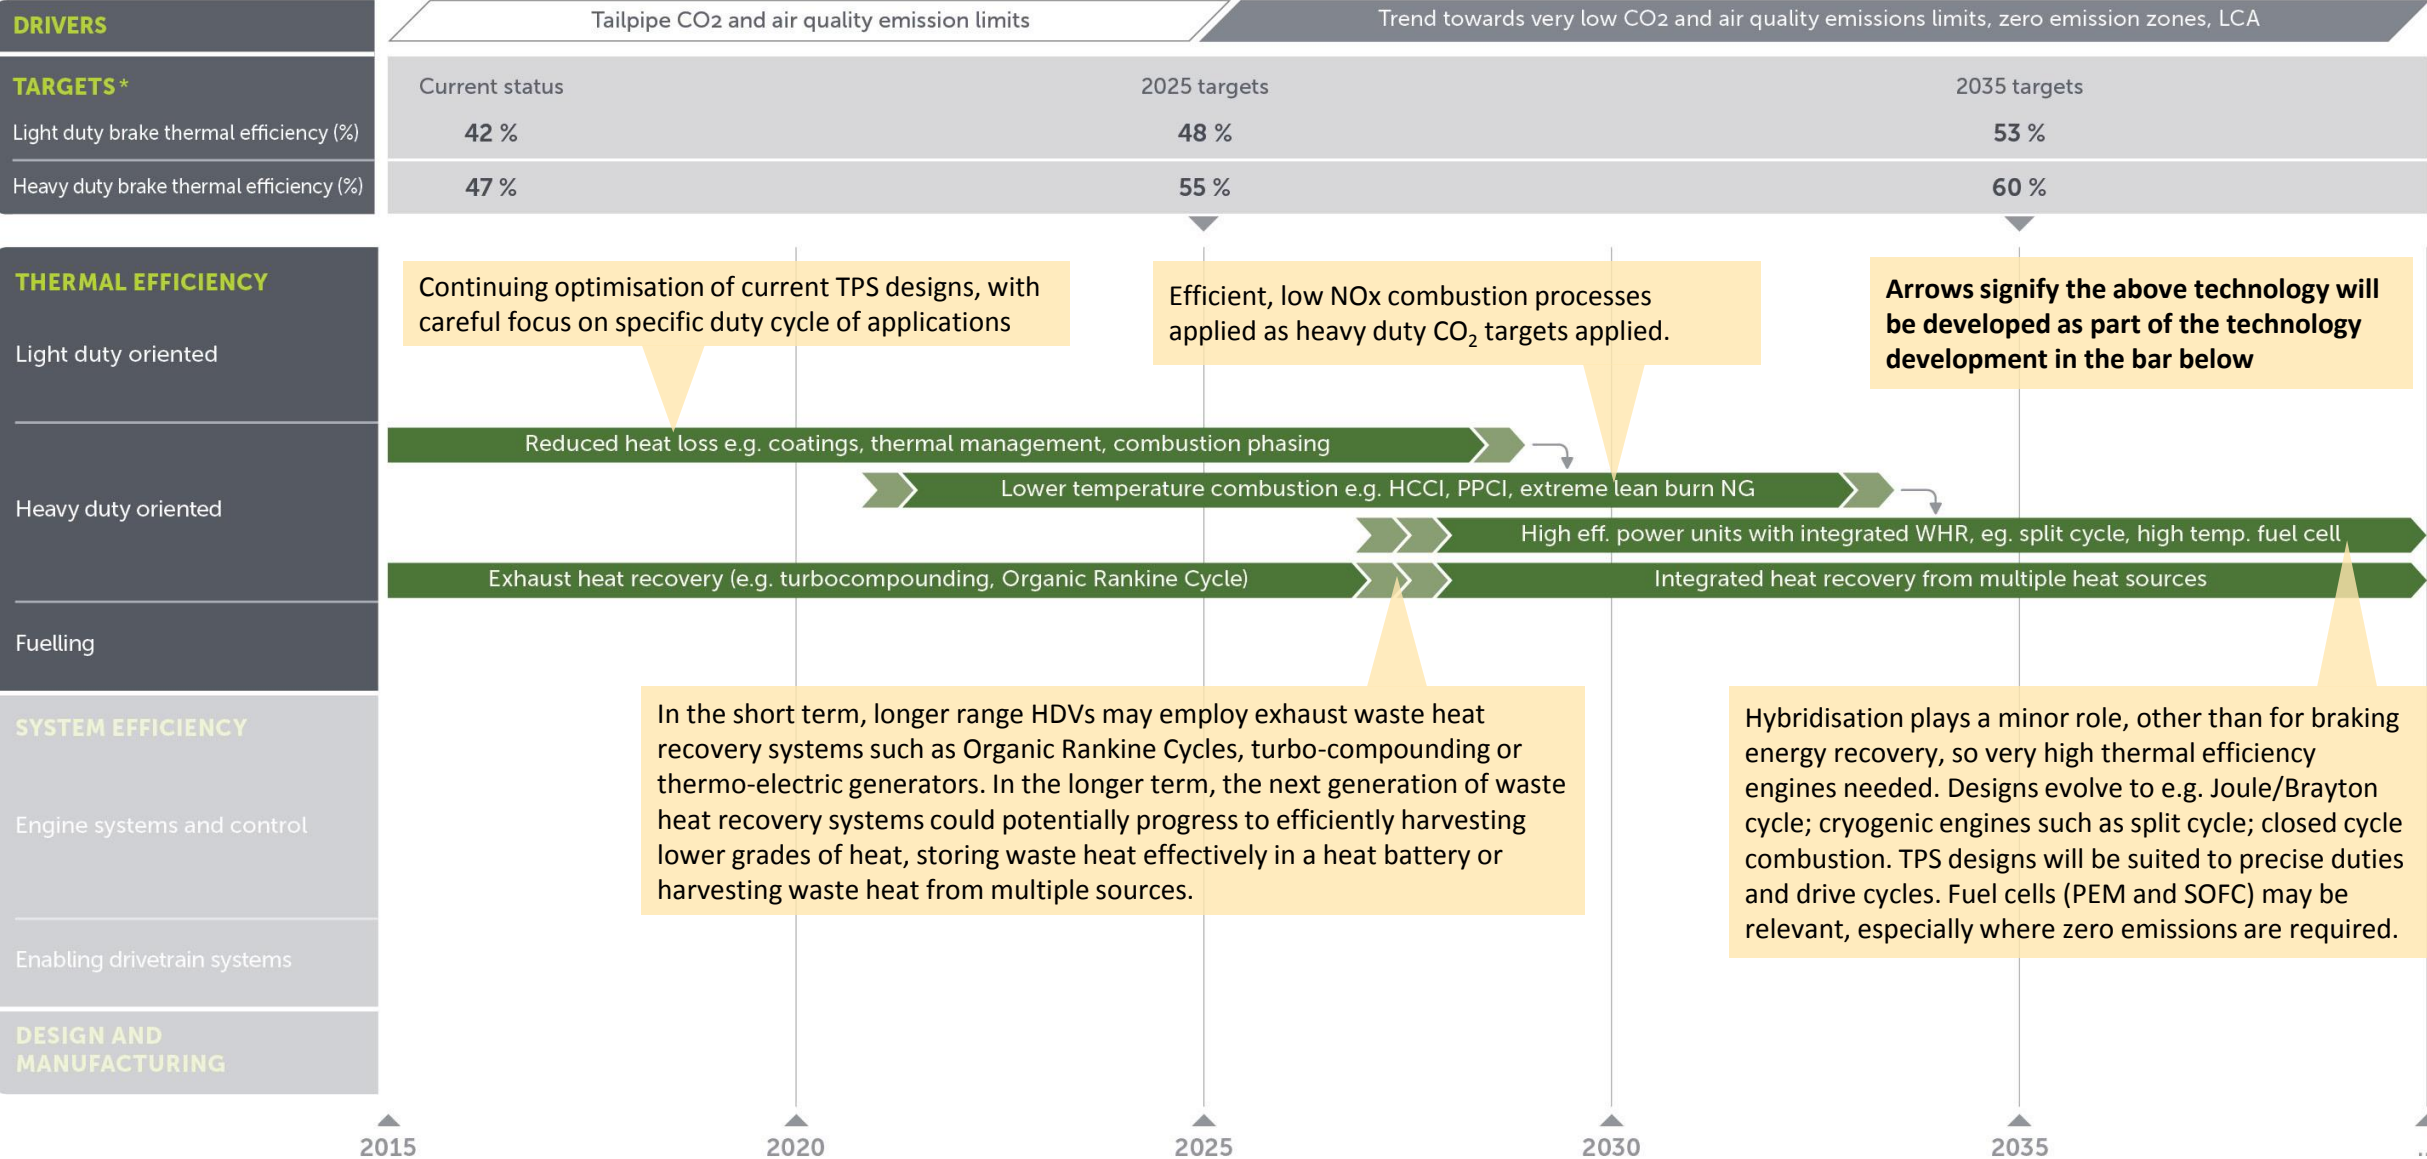 DRIVERS
Tailpipe CO2 and air quality emission limits
Trend towards very low CO2 and air quality emissions limits, zero emission zones, LCA
TARGETS*
Current status
2025 targets
2035 targets
Light duty brake thermal efficiency (%)
42 %
48 %
53 %
Heavy duty brake thermal efficiency (%)
47 %
55 %
60 %
THERMAL EFFICIENCY
Light duty oriented
Heavy duty oriented
Fuelling
SYSTEM EFFICIENCY
Engine systems and control
Enabling drivetrain systems
DESIGN AND
MANUFACTURING
Continuing optimisation of current TPS designs, with
careful focus on specific duty cycle of applications
Efficient, low NOx combustion processes
applied as heavy duty CO₂ targets applied.
Arrows signify the above technology will
be developed as part of the technology
development in the bar below
Reduced heat loss e.g. coatings, thermal management, combustion phasing
Lower temperature combustion e.g. HCCI, PPCI, extreme lean burn NG
High eff. power units with integrated WHR, eg. split cycle, high temp. fuel cell
Exhaust heat recovery (e.g. turbocompounding, Organic Rankine Cycle)
Integrated heat recovery from multiple heat sources
In the short term, longer range HDVs may employ exhaust waste heat
recovery systems such as Organic Rankine Cycles, turbo-compounding or
thermo-electric generators. In the longer term, the next generation of waste
heat recovery systems could potentially progress to efficiently harvesting
lower grades of heat, storing waste heat effectively in a heat battery or
harvesting waste heat from multiple sources.
Hybridisation plays a minor role, other than for braking
energy recovery, so very high thermal efficiency
engines needed. Designs evolve to e.g. Joule/Brayton
cycle; cryogenic engines such as split cycle; closed cycle
combustion. TPS designs will be suited to precise duties
and drive cycles. Fuel cells (PEM and SOFC) may be
relevant, especially where zero emissions are required.
2015
2020
2025
2030
2035